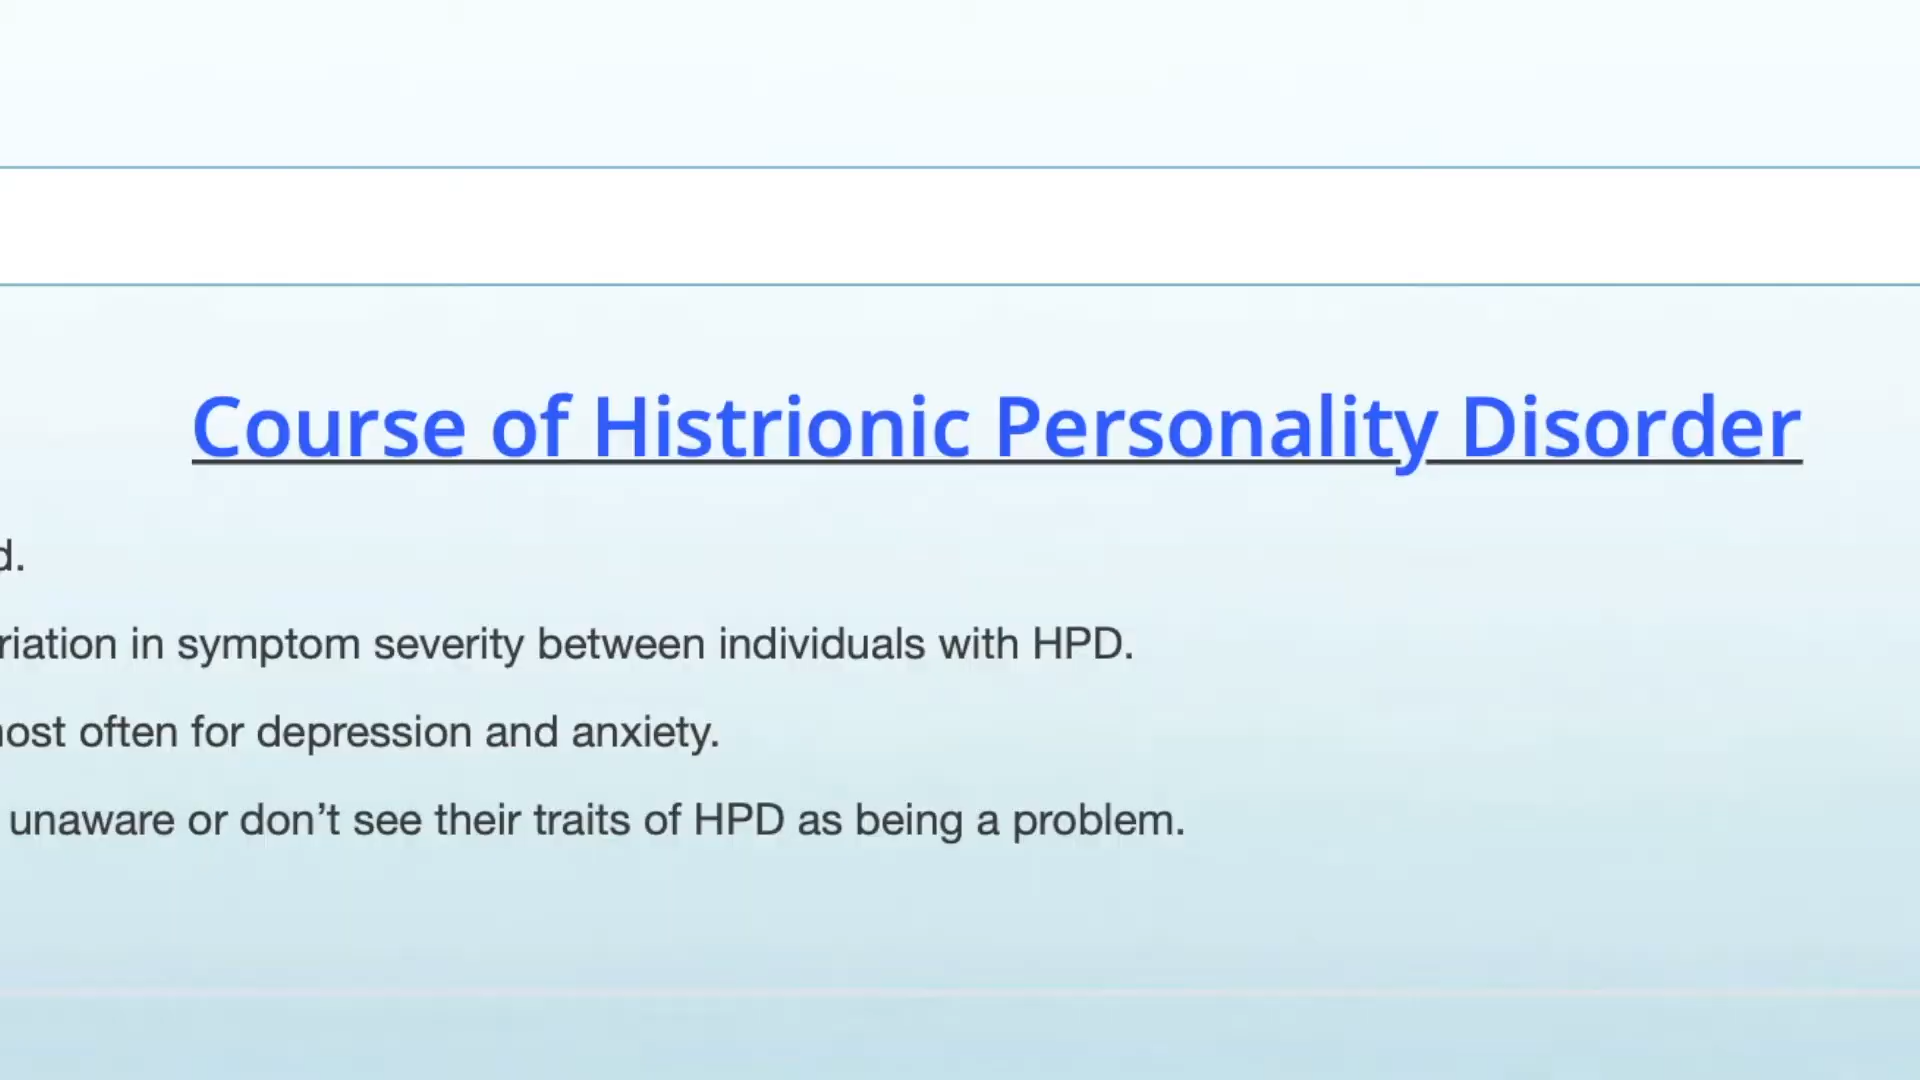 Course of Histrionic Personality Disorder
d.
riation in symptom severity between individuals with HPD.
ost often for depression and anxiety.
unaware or don’t see their traits of HPD as being a problem.